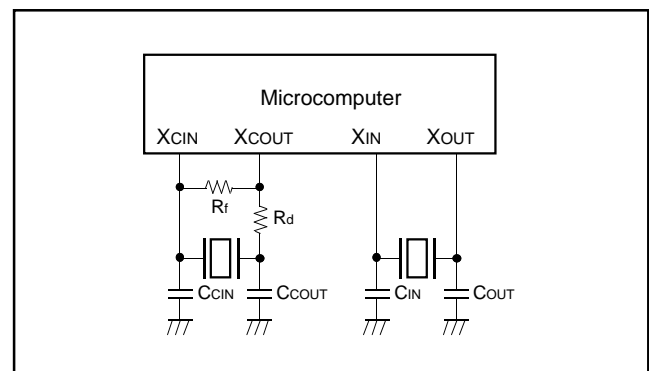 Microcomputer
XCIN XCOUT XIN XOUT
Rf
Rd
CCIN CCOUT CIN COUT